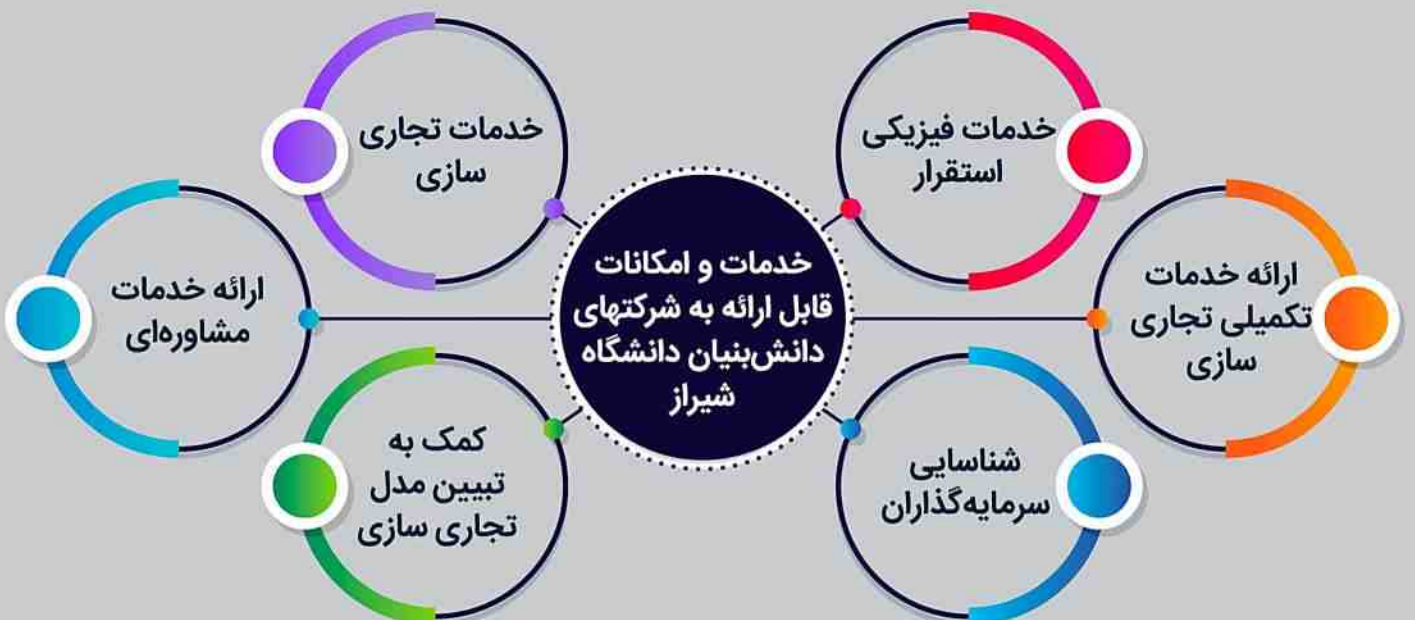 خدمات و امکانات
قابل ارائه به شرکتهای
دانش‌بنیان دانشگاه
شیراز
خدمات فیزیکی
استقرار
ارائه خدمات
تکمیلی تجاری
سازی
شناسایی
سرمایه‌گذاران
خدمات تجاری
سازی
ارائه خدمات
مشاوره‌ای
کمک به
تبیین مدل
تجاری سازی